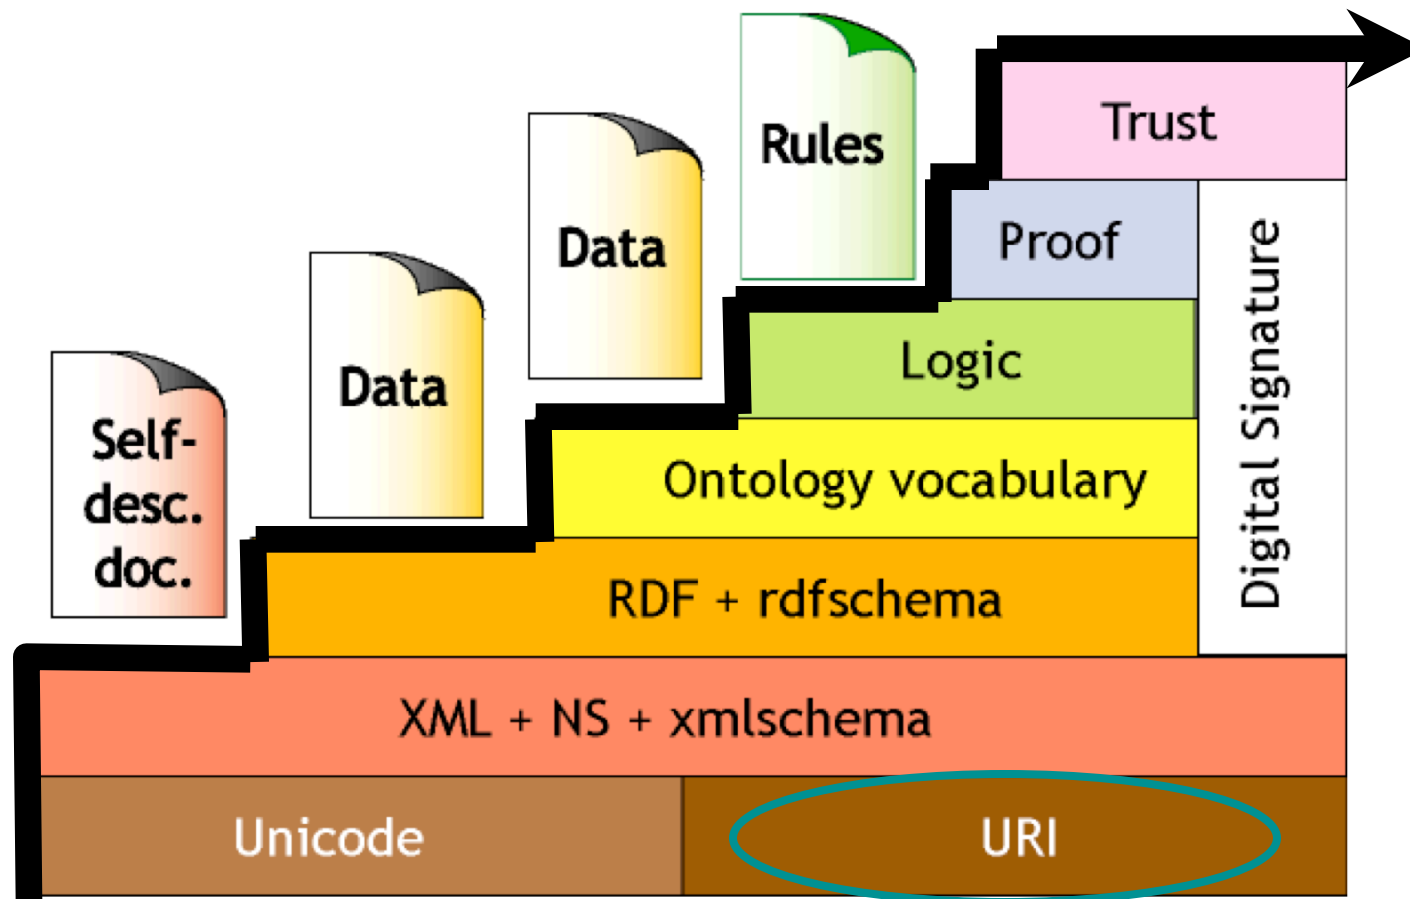 Trust
Rules
Proof
Data
Logic
Data
Self-
desc.
doc.
Ontology vocabulary
Digital Signature
RDF + rdfschema
XML + NS + xmlschema
Unicode
URI